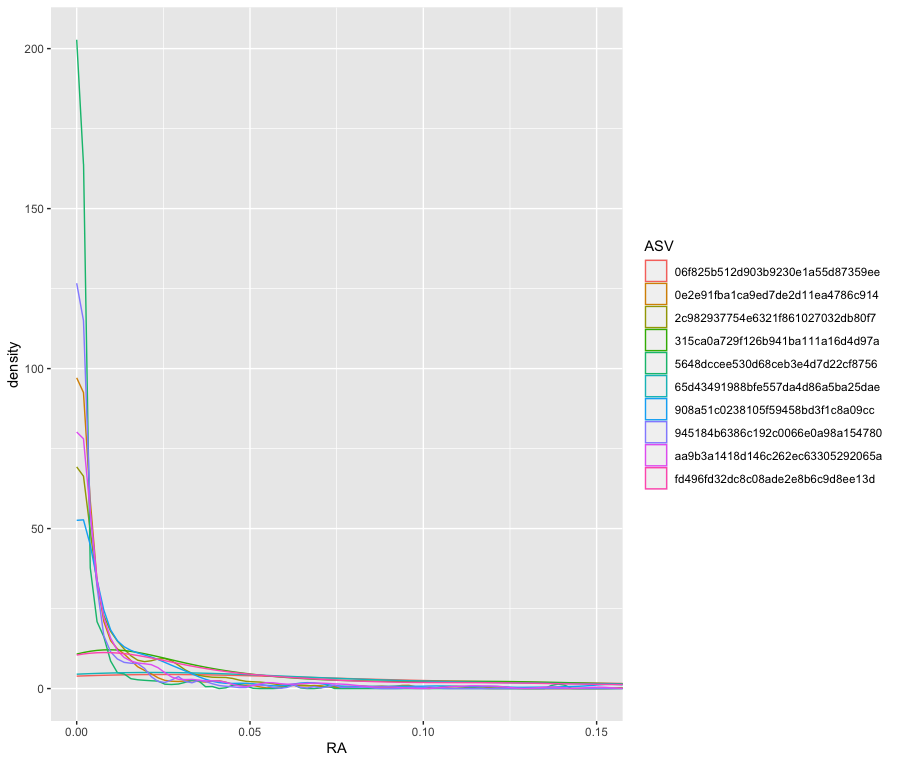 200
150
100
50
0
density
0.00 0.05 0.10 0.15
RA
ASV
06f825b512d903b9230e1a55d87359ee
0e2e91fba1ca9ed7de2d11ea4786c914
2c982937754e6321f861027032db80f7
315ca0a729f126b941ba111a16d4d97a
5648dccee530d68ceb3e4d7d22cf8756
65d43491988bfe557da4d86a5ba25dae
908a51c0238105f59458bd3f1c8a09cc
945184b6386c192c0066e0a98a154780
aa9b3a1418d146c262ec63305292065a
fd496fd32dc8c08ade2e8b6c9d8ee13d